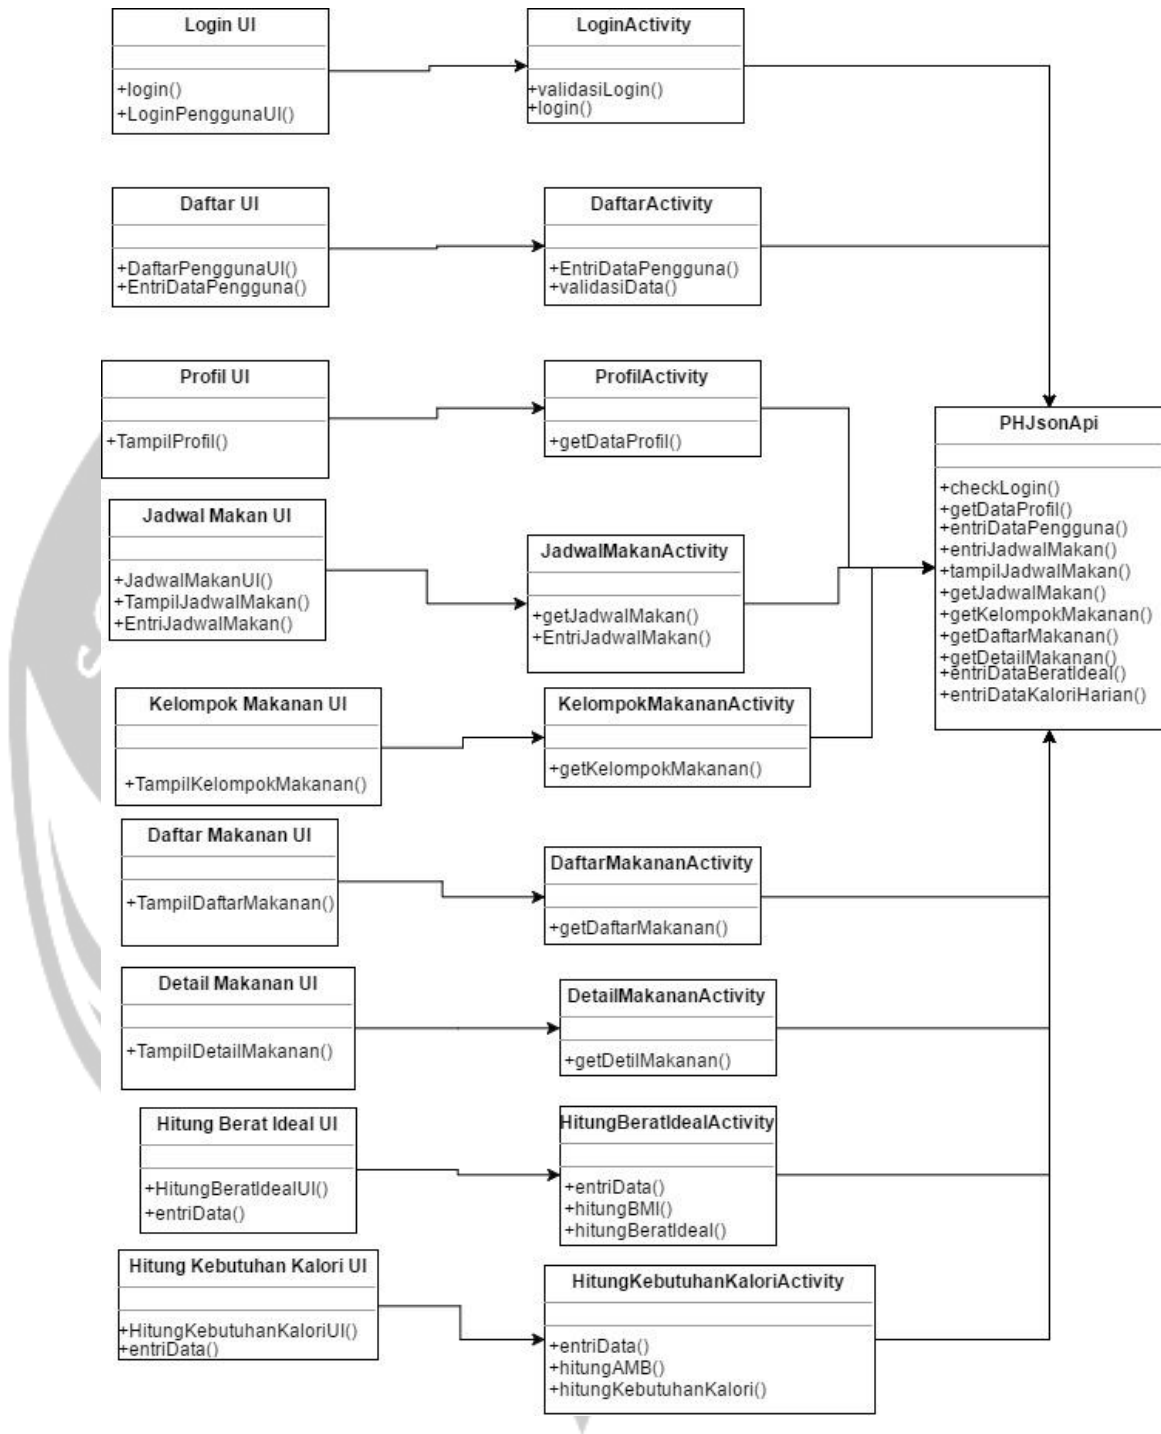 Login UI
+login()
+LoginPenggunaUI()
LoginActivity
+validasiLogin()
+login()
Daftar UI
+DaftarPenggunaUI()
+EntriDataPengguna()
DaftarActivity
+EntriDataPengguna()
+validasiData()
Profil UI
+TampilProfil()
ProfilActivity
+getDataProfil()
Jadwal Makan UI
+JadwalMakanUI()
+TampilJadwalMakan()
+EntriJadwalMakan()
JadwalMakanActivity
+getJadwalMakan()
+EntriJadwalMakan()
PHJsonApi
+checkLogin()
+getDataProfil()
+entriDataPengguna()
+entriJadwalMakan()
+tampilJadwalMakan()
+getJadwalMakan()
+getKelompokMakanan()
+getDaftarMakanan()
+getDetailMakanan()
+entriDataBeratIdeal()
+entriDataKaloriHarian()
Kelompok Makanan UI
+TampilKelompokMakanan()
KelompokMakananActivity
+getKelompokMakanan()
Daftar Makanan UI
+TampilDaftarMakanan()
DaftarMakananActivity
+getDaftarMakanan()
Detail Makanan UI
+TampilDetailMakanan()
DetailMakananActivity
+getDetilMakanan()
Hitung Berat Ideal UI
+HitungBeratIdealUI()
+entriData()
HitungBeratIdealActivity
+entriData()
+hitungBMI()
+hitungBeratIdeal()
Hitung Kebutuhan Kalori UI
+HitungKebutuhanKaloriUI()
+entriData()
HitungKebutuhanKaloriActivity
+entriData()
+hitungAMB()
+hitungKebutuhanKalori()